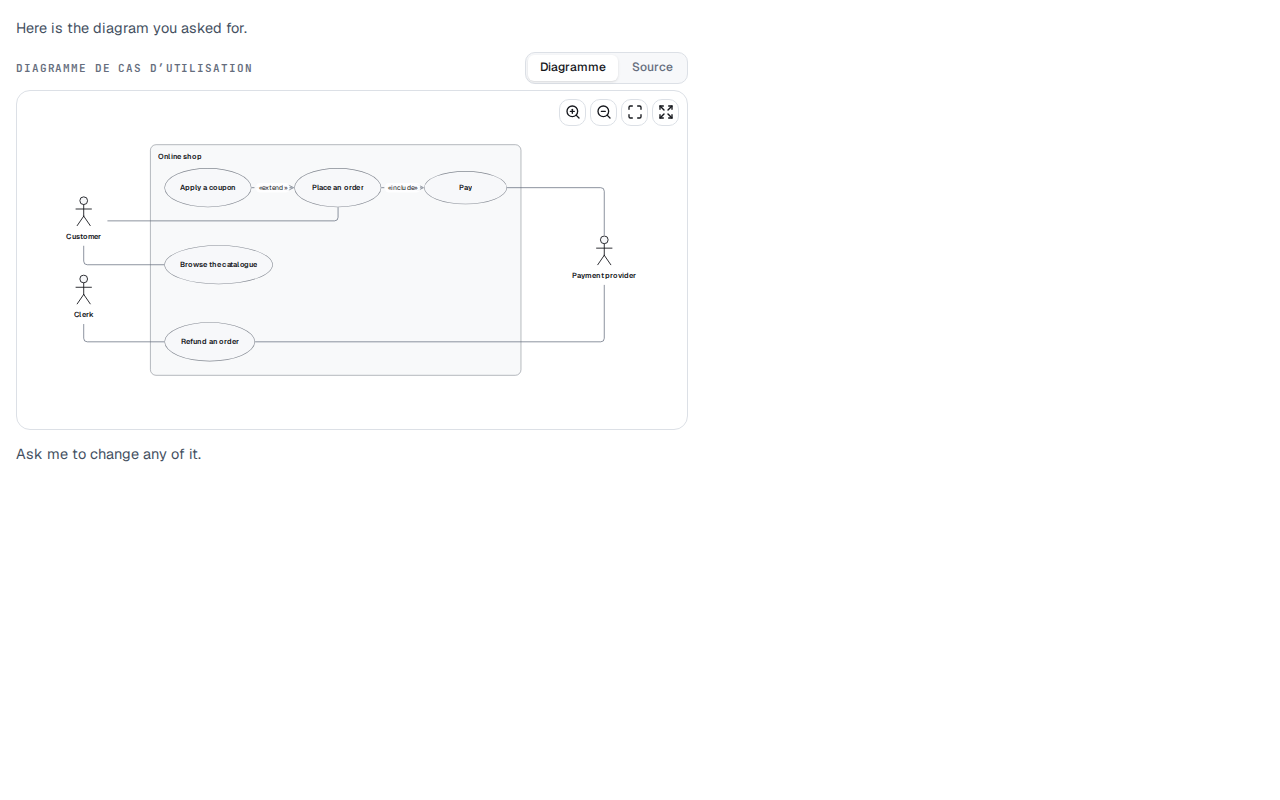 Here is the diagram you asked for.
DIAGRAMME DE CAS D’UTILISATION
Diagramme Source
Online shop
Apply a coupon «extend» Place an order «include» Pay
Customer
Browse the catalogue
Payment provider
Clerk
Refund an order
Ask me to change any of it.